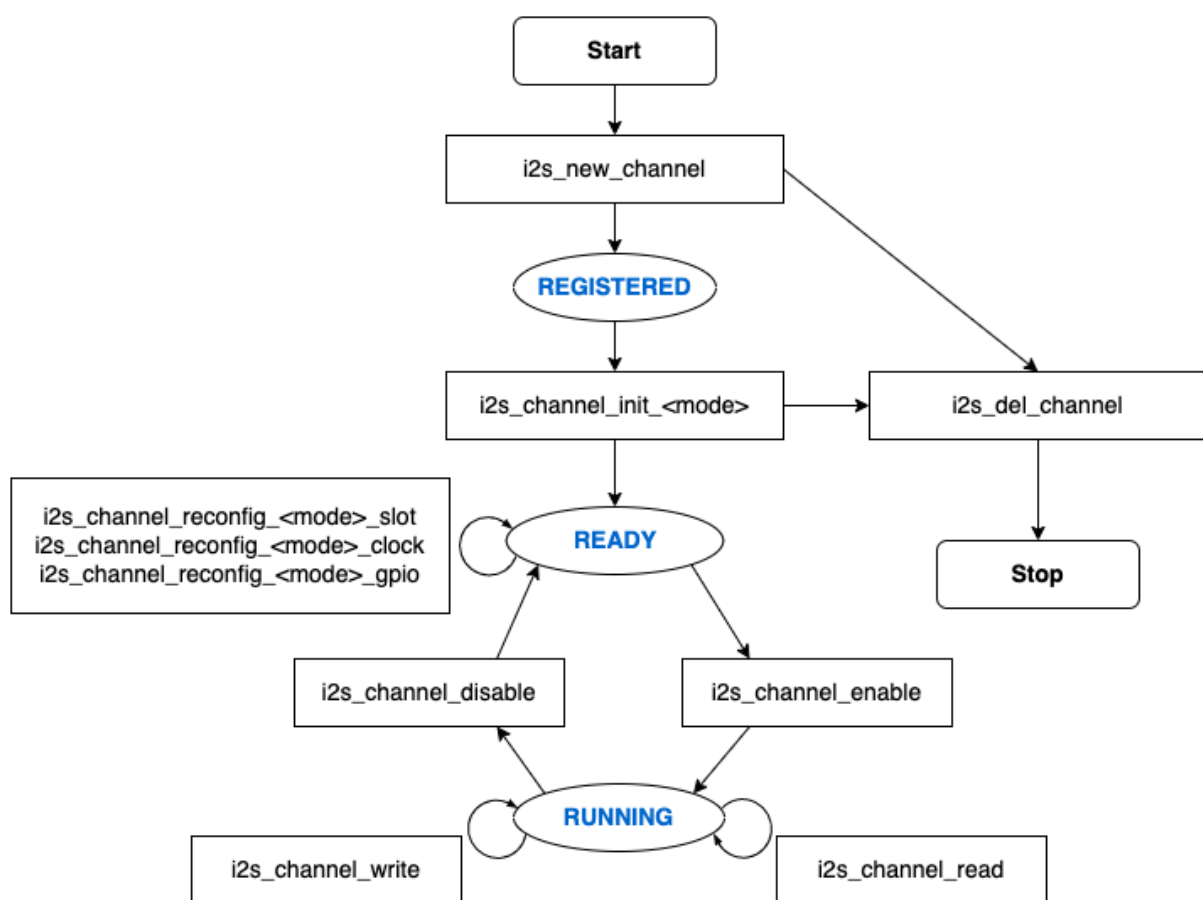 Start
i2s_new_channel
REGISTERED
i2s_channel_init_<mode>
i2s_del_channel
i2s_channel_reconfig_<mode>_slot
i2s_channel_reconfig_<mode>_clock
i2s_channel_reconfig_<mode>_gpio
READY
Stop
i2s_channel_disable
i2s_channel_enable
RUNNING
i2s_channel_write
i2s_channel_read